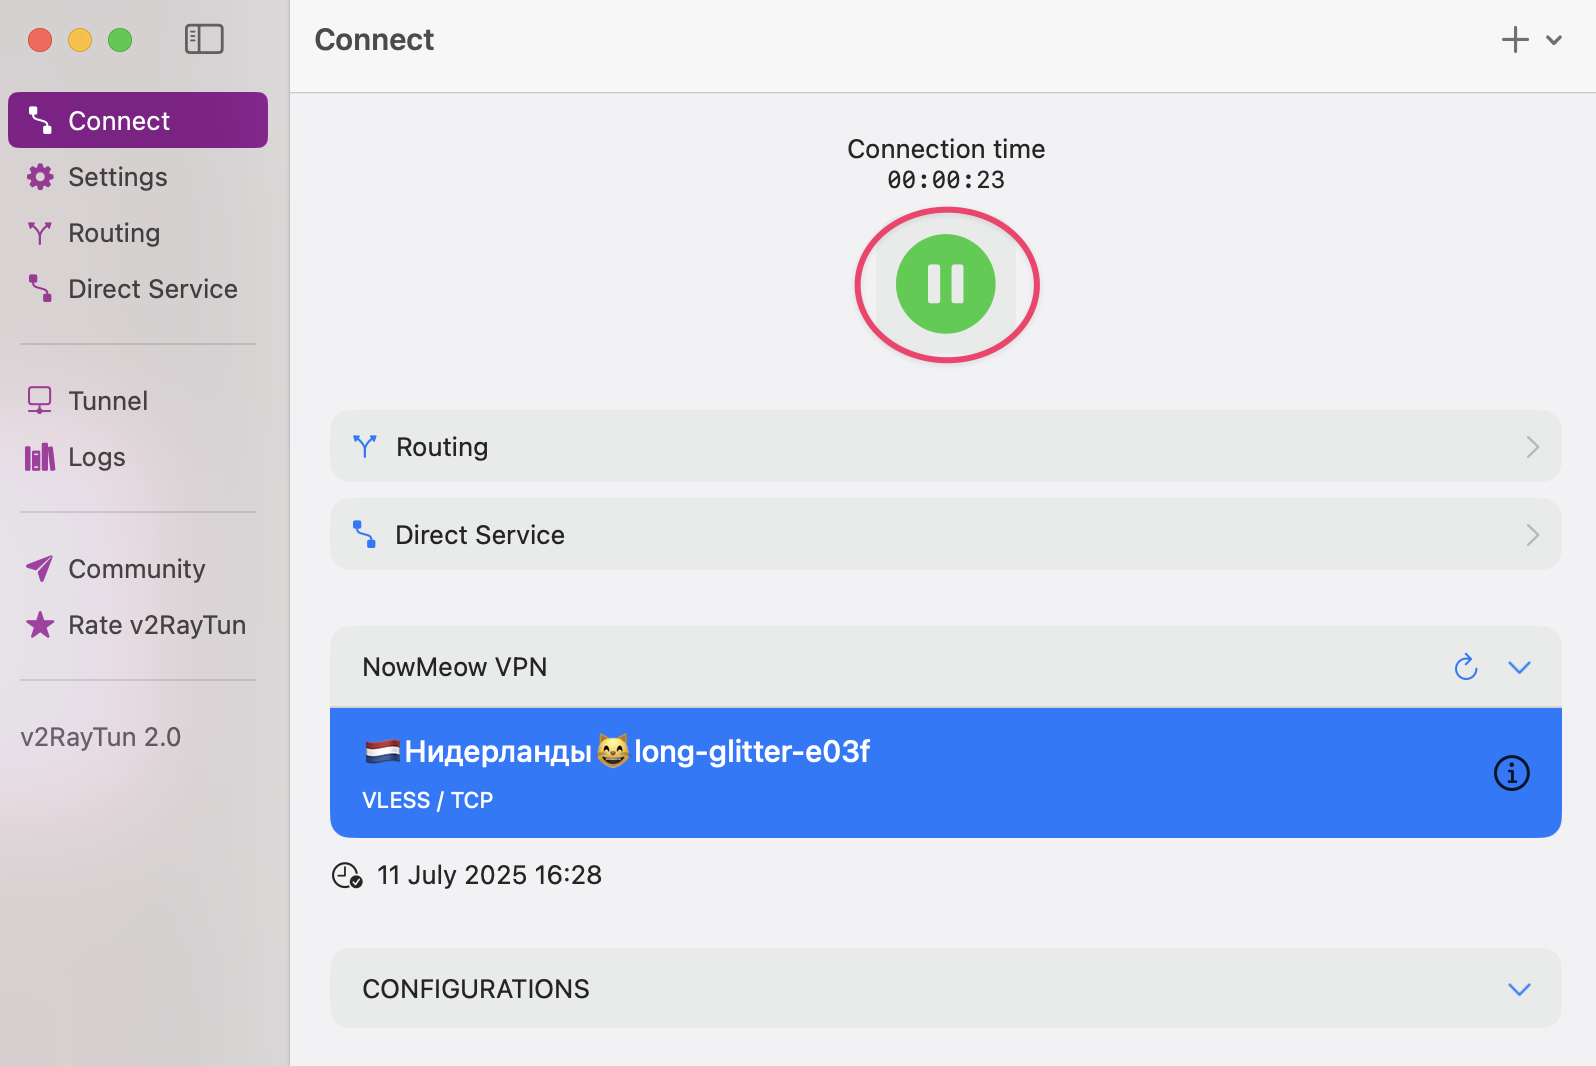 Connect
Settings
Routing
Direct Service
Tunnel
Logs
Community
Rate v2RayTun
v2RayTun 2.0
Connect
Connection time
00:00:23
Routing
Direct Service
NowMeow VPN
🇳🇱Нидерланды😸long-glitter-e03f
VLESS / TCP
11 July 2025 16:28
CONFIGURATIONS